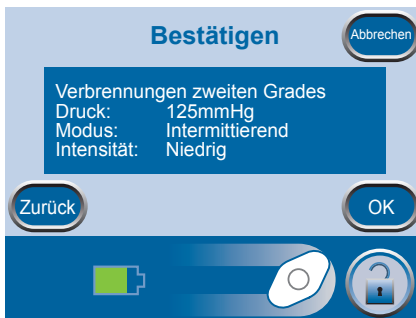 Bestätigen
Abbrechen
Verbrennungen zweiten Grades
Druck: 125mmHg
Modus: Intermittierend
Intensität: Niedrig
Zurück
OK